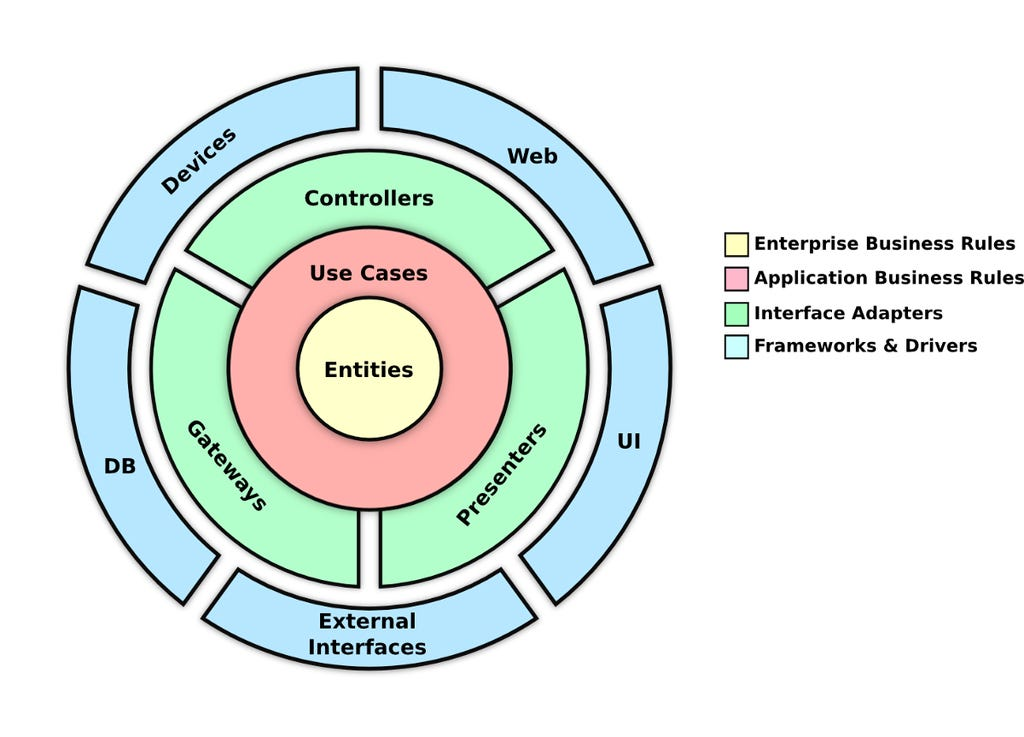 Devices
Web
Controllers
Use Cases
Entities
Gateways
Presenters
DB
UI
External
Interfaces
Enterprise Business Rules
Application Business Rules
Interface Adapters
Frameworks & Drivers